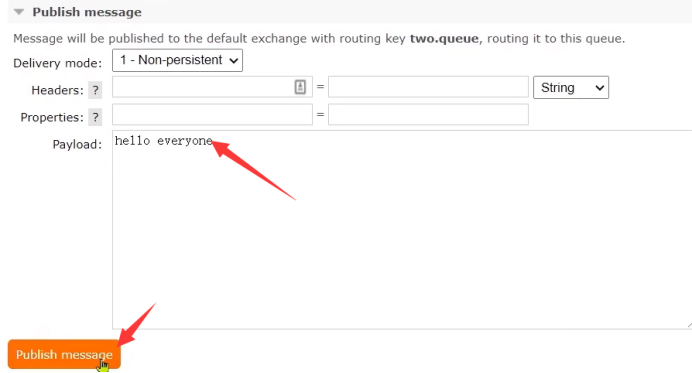 Publish message
Message will be published to the default exchange with routing key two.queue, routing it to this queue.
Delivery mode: 1 - Non-persistent
Headers: ? = String
Properties: ? =
Payload: hello everyone
Publish message